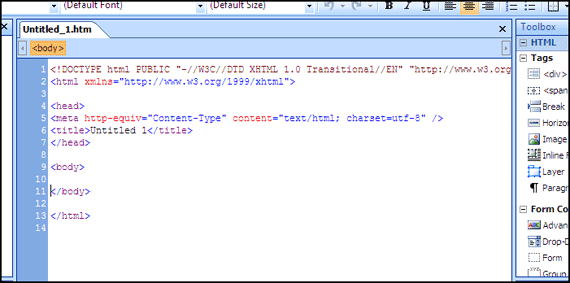 (Default Font) (Default Size) B I U
Untitled_1.htm
<body>
1 <!DOCTYPE html PUBLIC "-//W3C//DTD XHTML 1.0 Transitional//EN" "http://www.w3.org
2 <html xmlns="http://www.w3.org/1999/xhtml">
3
4 <head>
5 <meta http-equiv="Content-Type" content="text/html; charset=utf-8" />
6 <title>Untitled 1</title>
7 </head>
8
9 <body>
10
11 </body>
12
13 </html>
14
Toolbox
HTML
Tags
<div>
<span
Break
Horizo
Image
Inline F
Layer
Paragr
Form Co
Advan
Drop-D
Form
Group